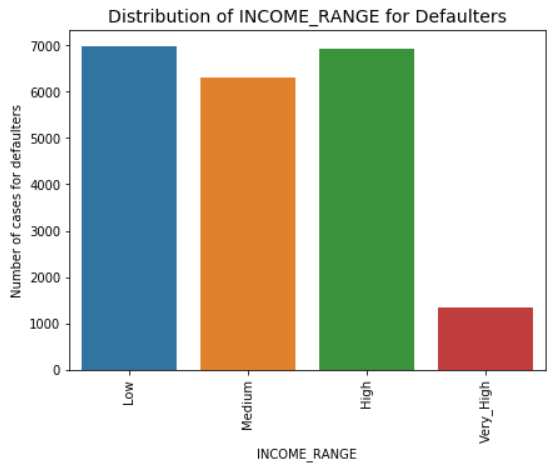 Distribution of INCOME_RANGE for Defaulters
Number of cases for defaulters
7000
6000
5000
4000
3000
2000
1000
0
Low
Medium
High
Very_High
INCOME_RANGE